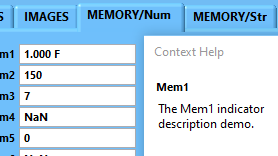 S IMAGES MEMORY/Num MEMORY/Str
m1 1.000 F
m2 150
m3 7
m4 NaN
m5 0
Context Help
Mem1
The Mem1 indicator
description demo.